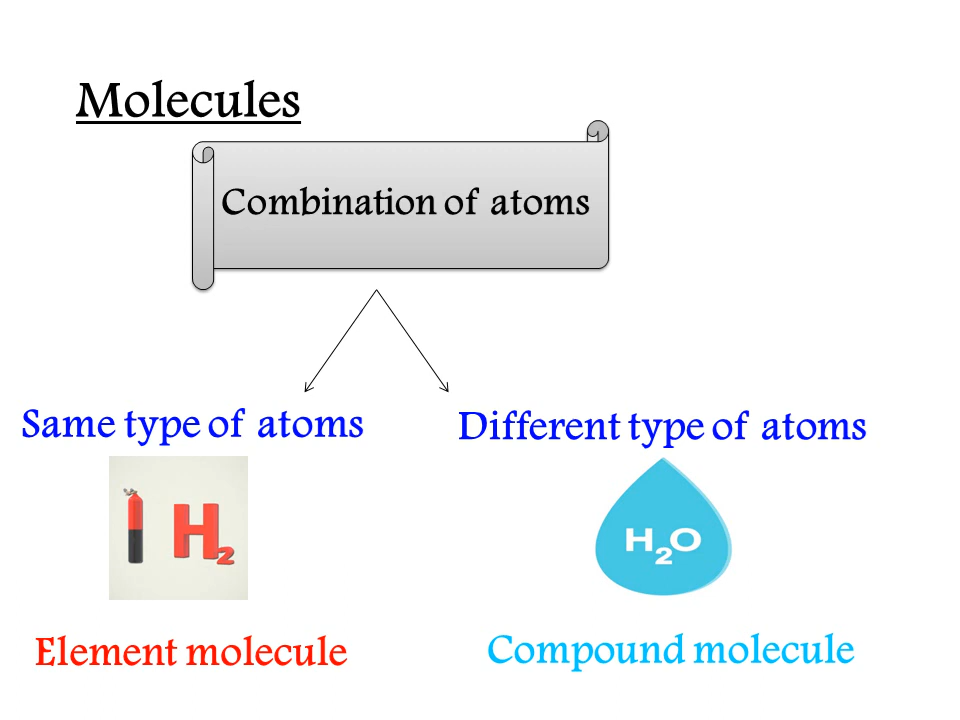 Molecules
Combination of atoms
Same type of atoms
Different type of atoms
H2
H2O
Element molecule
Compound molecule